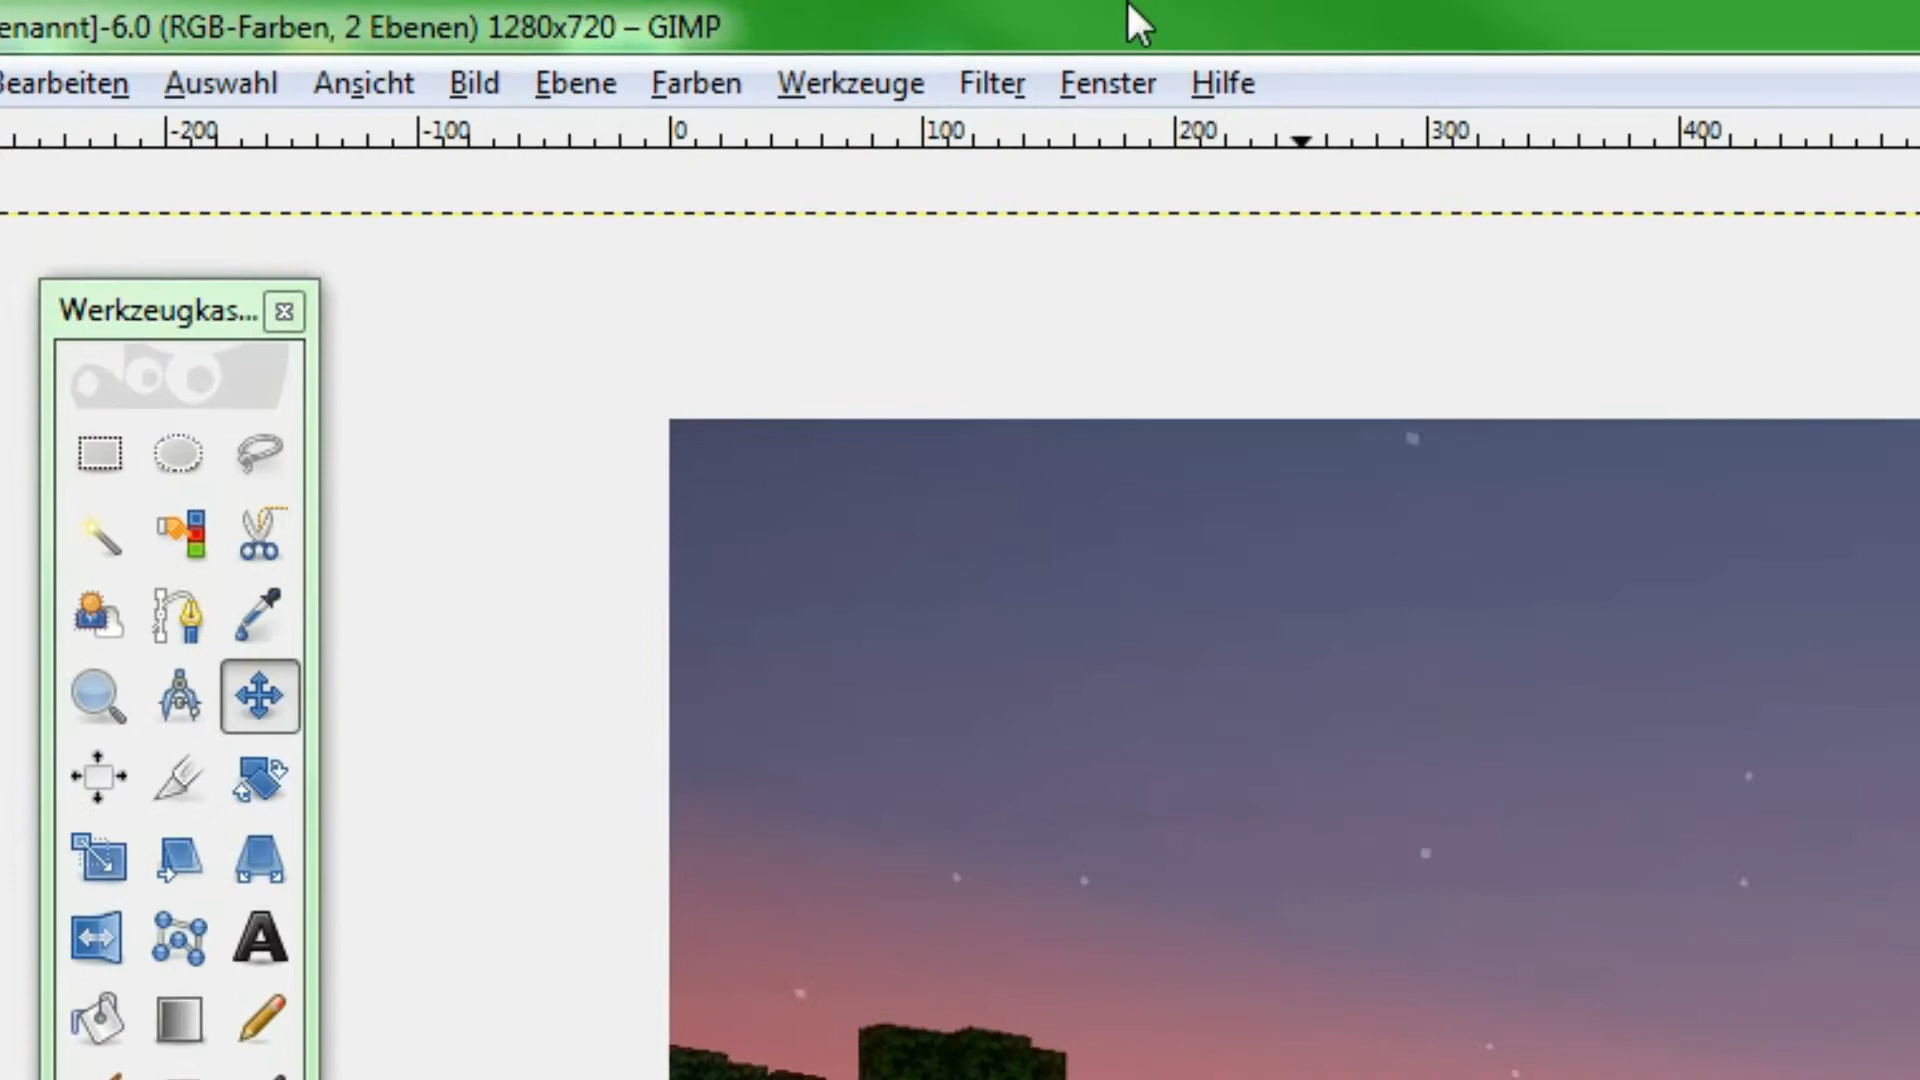 enannt]-6.0 (RGB-Farben, 2 Ebenen) 1280x720 – GIMP
Bearbeiten Auswahl Ansicht Bild Ebene Farben Werkzeuge Filter Fenster Hilfe
-200 -100 0 100 200 300 400
Werkzeugkas...